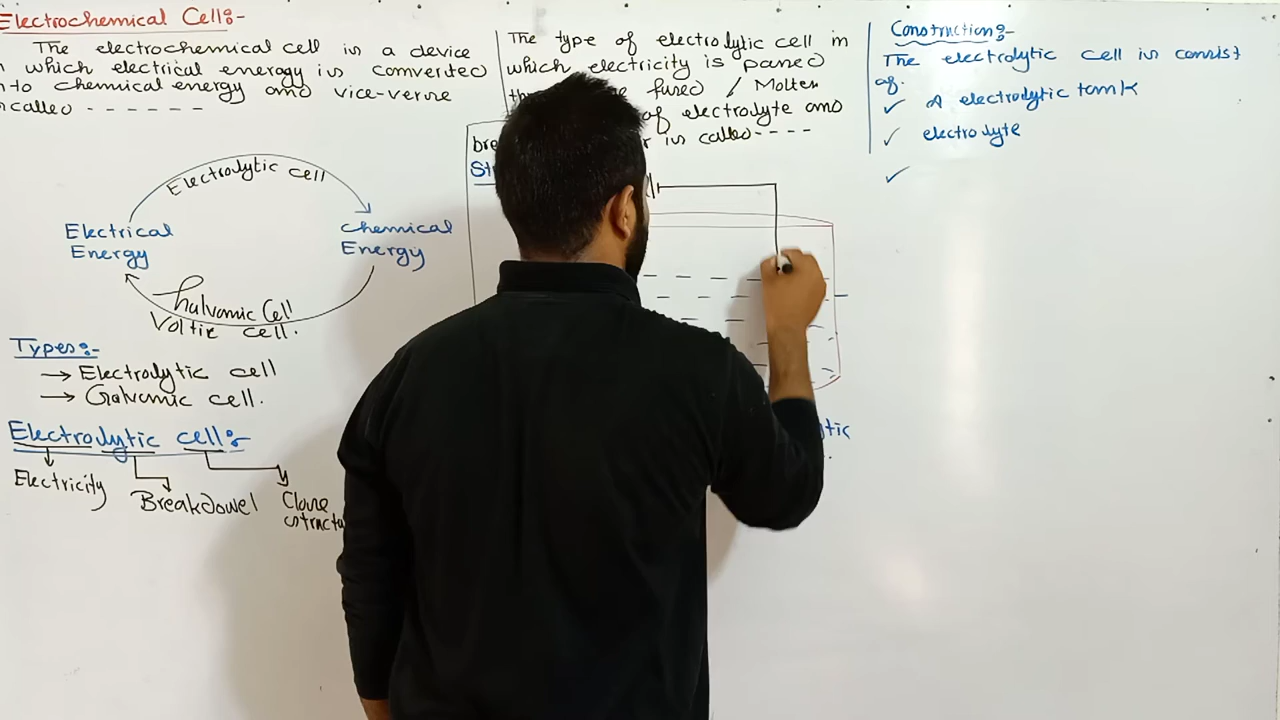 Electrochemical Cell:-
The electrochemical cell is a device
which electrical energy is converted
to chemical energy and vice-verse
called - - - - - -
Electrolytic cell
Electrical
Energy
Chemical
Energy
Galvanic Cell
Voltic cell.
Types:-
→ Electrolytic cell
→ Galvanic cell.
Electrolytic cell:-
Electricity
Breakdowel
Close
The type of electrolytic cell in
which electricity is pased
fused / Molten
of electrolyte and
is called - - - -
Construction:-
The electrolytic cell is consist
of.
✓ A electrolytic tank
✓ electrolyte
✓